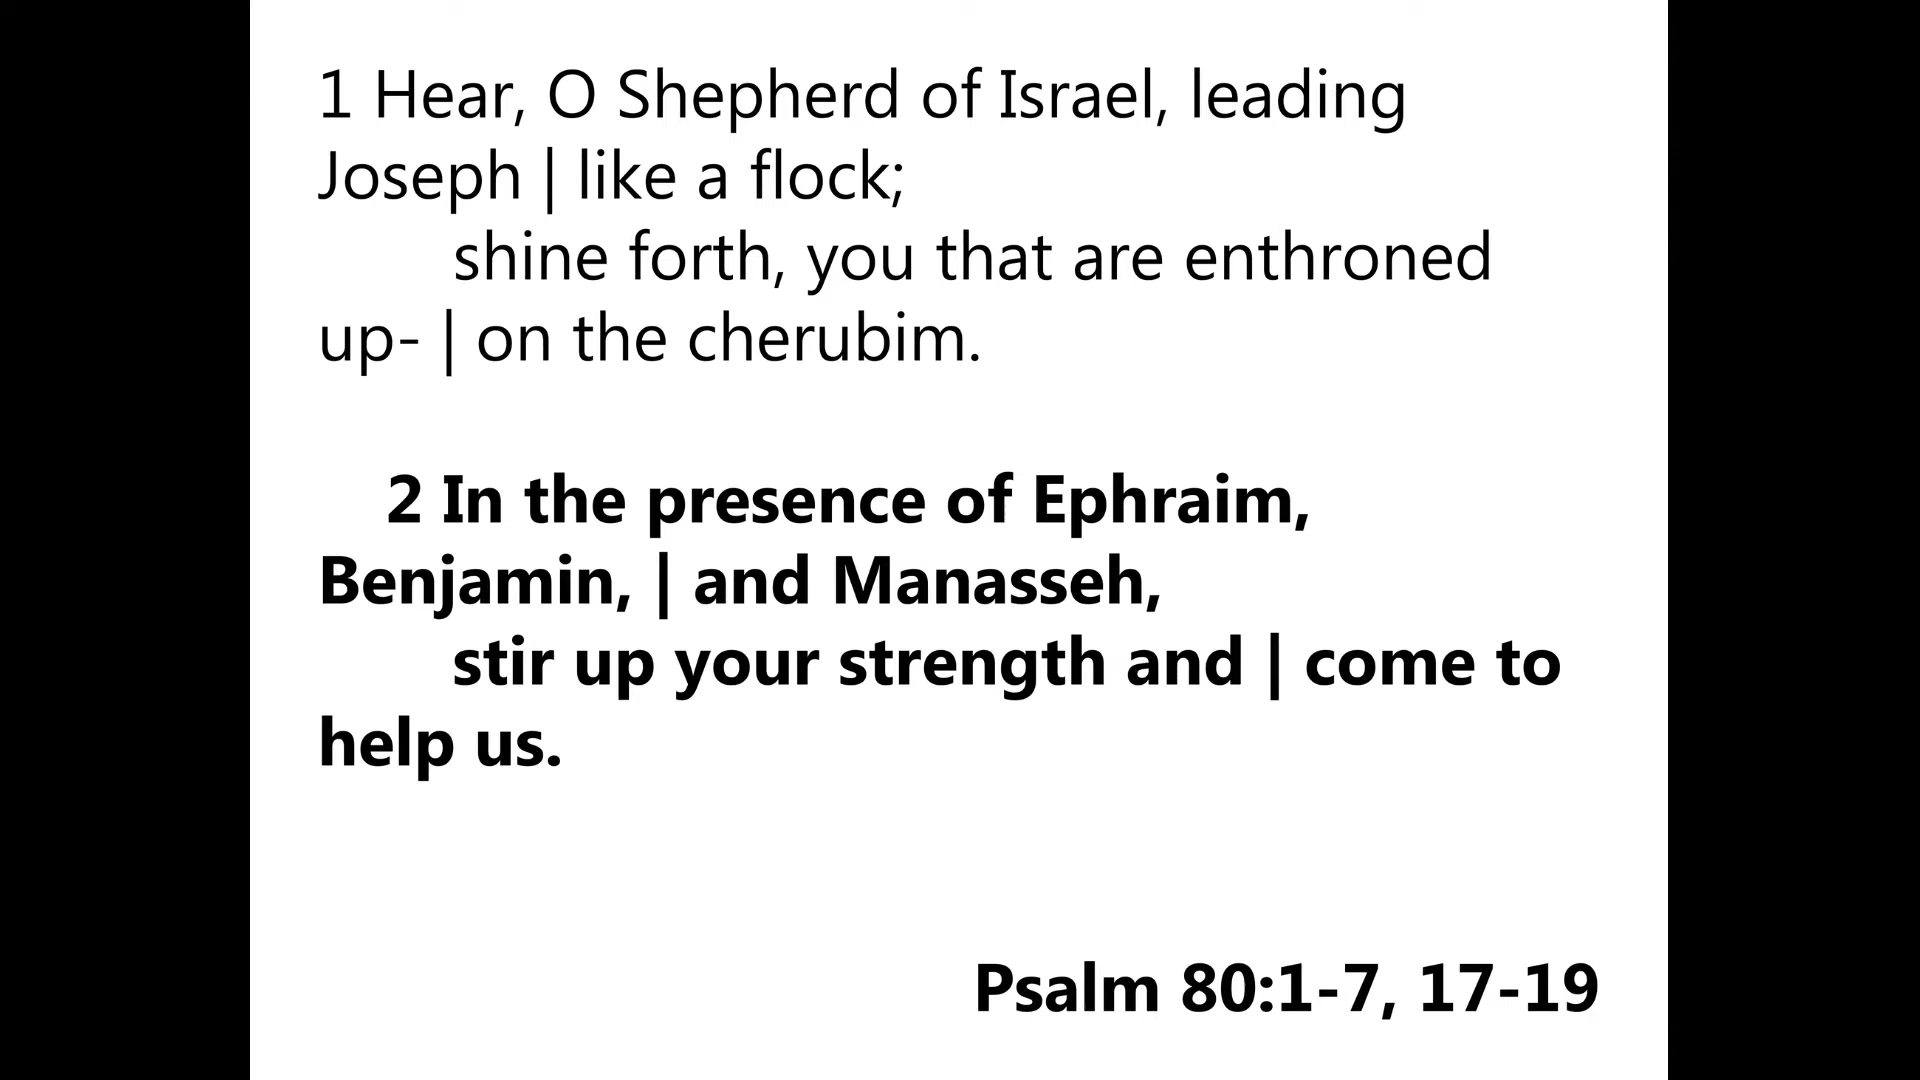 1 Hear, O Shepherd of Israel, leading
Joseph | like a flock;
shine forth, you that are enthroned
up- | on the cherubim.
2 In the presence of Ephraim,
Benjamin, | and Manasseh,
stir up your strength and | come to
help us.
Psalm 80:1-7, 17-19